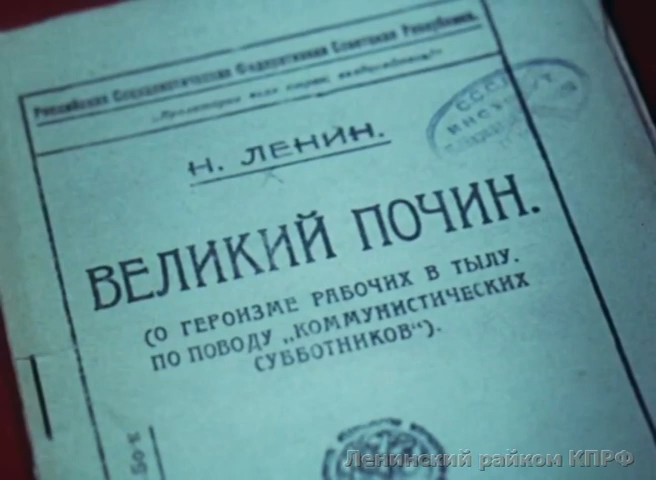 Российская Социалистическая Федеративная Советская Республика.
„Пролетарии всех стран, соединяйтесь!“
СССР
Н. ЛЕНИН.
ВЕЛИКИЙ ПОЧИН.
(О ГЕРОИЗМЕ РАБОЧИХ В ТЫЛУ.
ПО ПОВОДУ „КОММУНИСТИЧЕСКИХ
СУББОТНИКОВ“).
Ленинский райком КПРФ